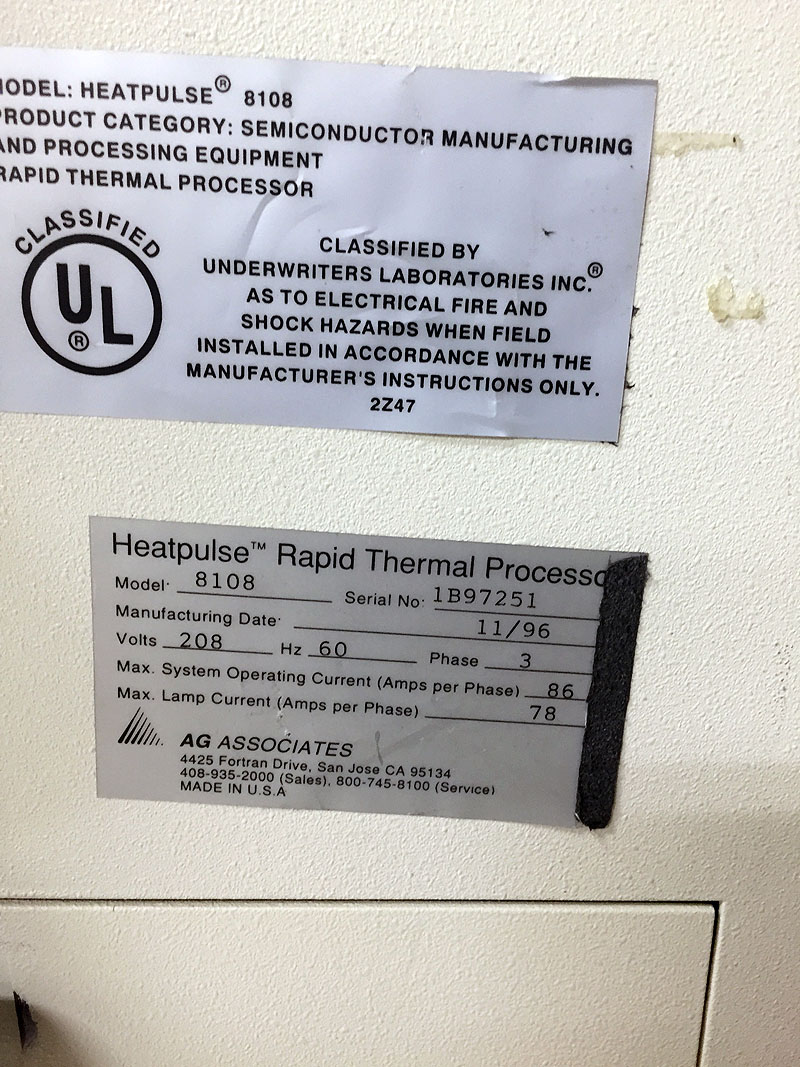 MODEL: HEATPULSE® 8108
PRODUCT CATEGORY: SEMICONDUCTOR MANUFACTURING
AND PROCESSING EQUIPMENT
RAPID THERMAL PROCESSOR
CLASSIFIED
UL
®
CLASSIFIED BY
UNDERWRITERS LABORATORIES INC.®
AS TO ELECTRICAL FIRE AND
SHOCK HAZARDS WHEN FIELD
INSTALLED IN ACCORDANCE WITH THE
MANUFACTURER'S INSTRUCTIONS ONLY.
2Z47
Heatpulse™ Rapid Thermal Processo
Model· 8108 Serial No: 1B97251
Manufacturing Date· 11/96
Volts 208 Hz 60 Phase 3
Max. System Operating Current (Amps per Phase) 86
Max. Lamp Current (Amps per Phase) 78
AG ASSOCIATES
4425 Fortran Drive, San Jose CA 95134
408-935-2000 (Sales), 800-745-8100 (Service)
MADE IN U.S.A